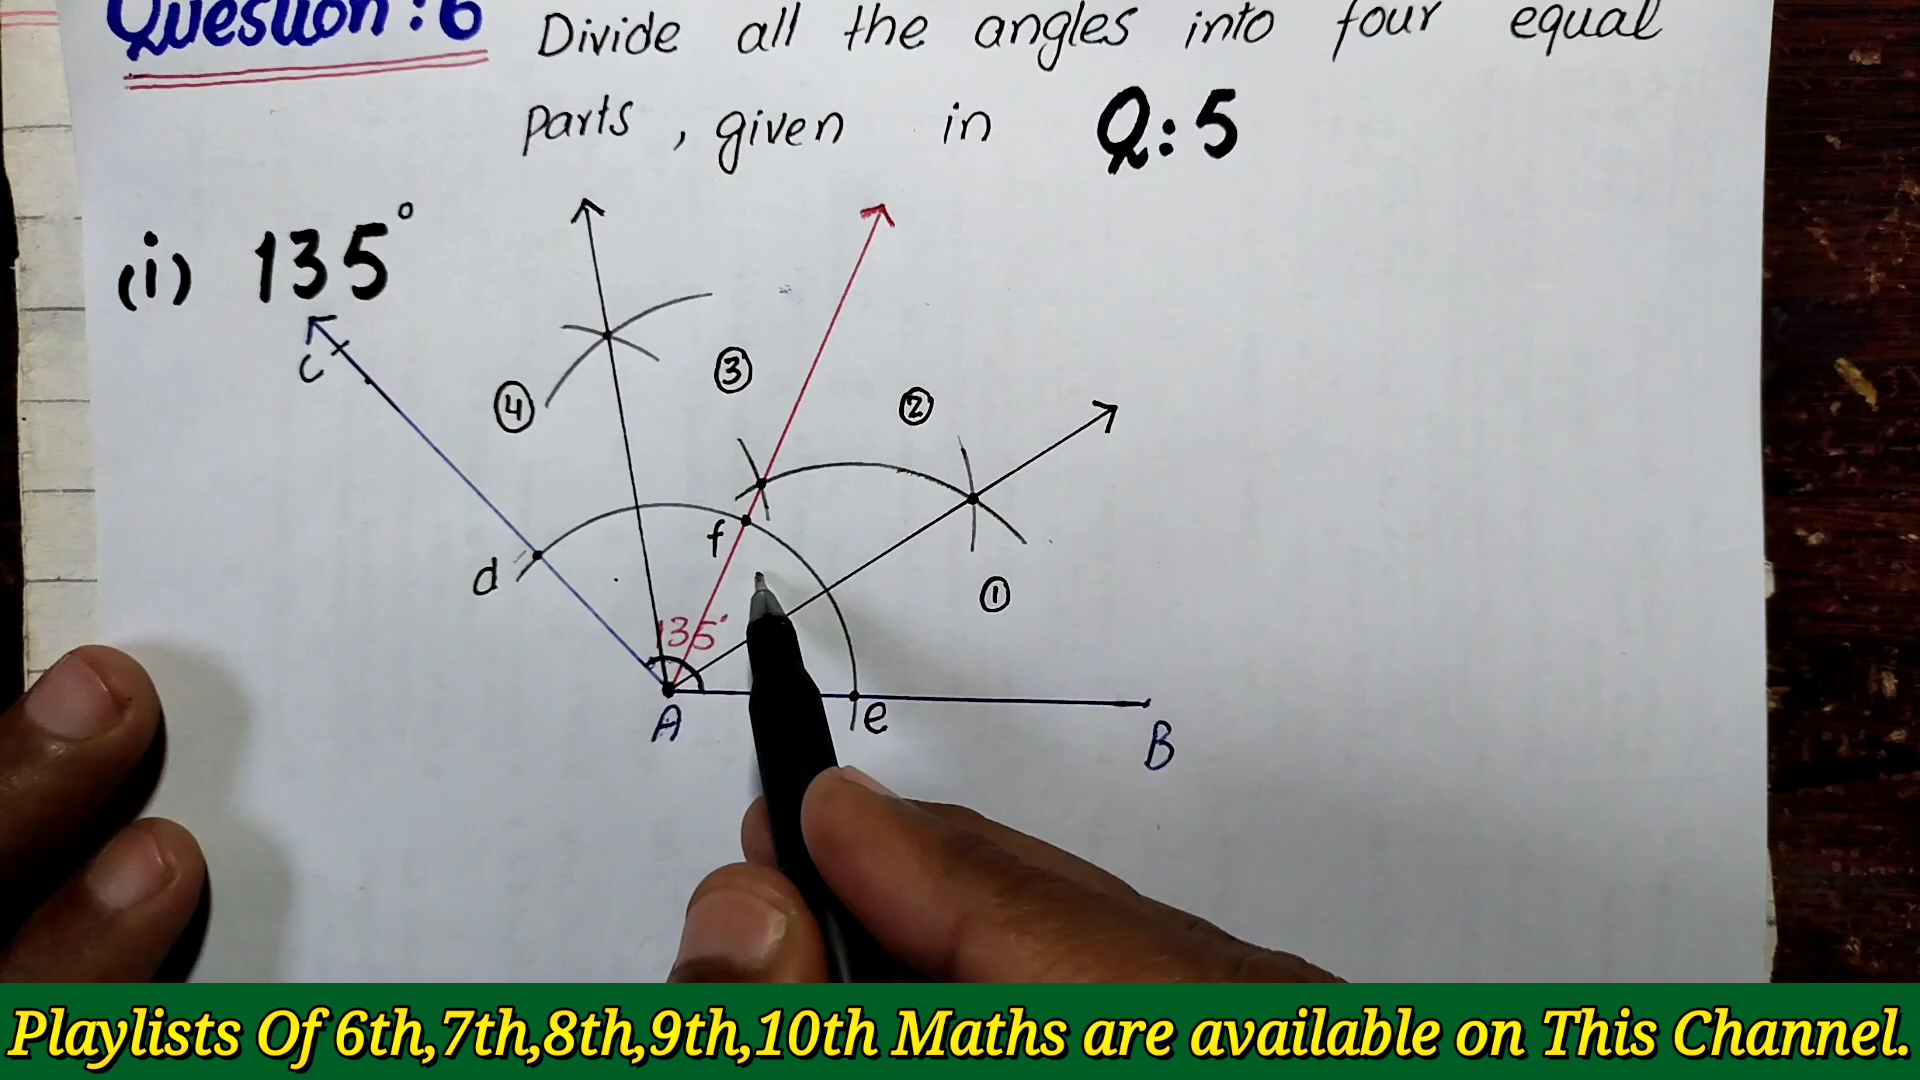 Question : 6 Divide all the angles into four equal
parts , given in Q: 5
(i) 135°
C
4
3
2
1
d
f
135°
A
e
B
Playlists Of 6th,7th,8th,9th,10th Maths are available on This Channel.